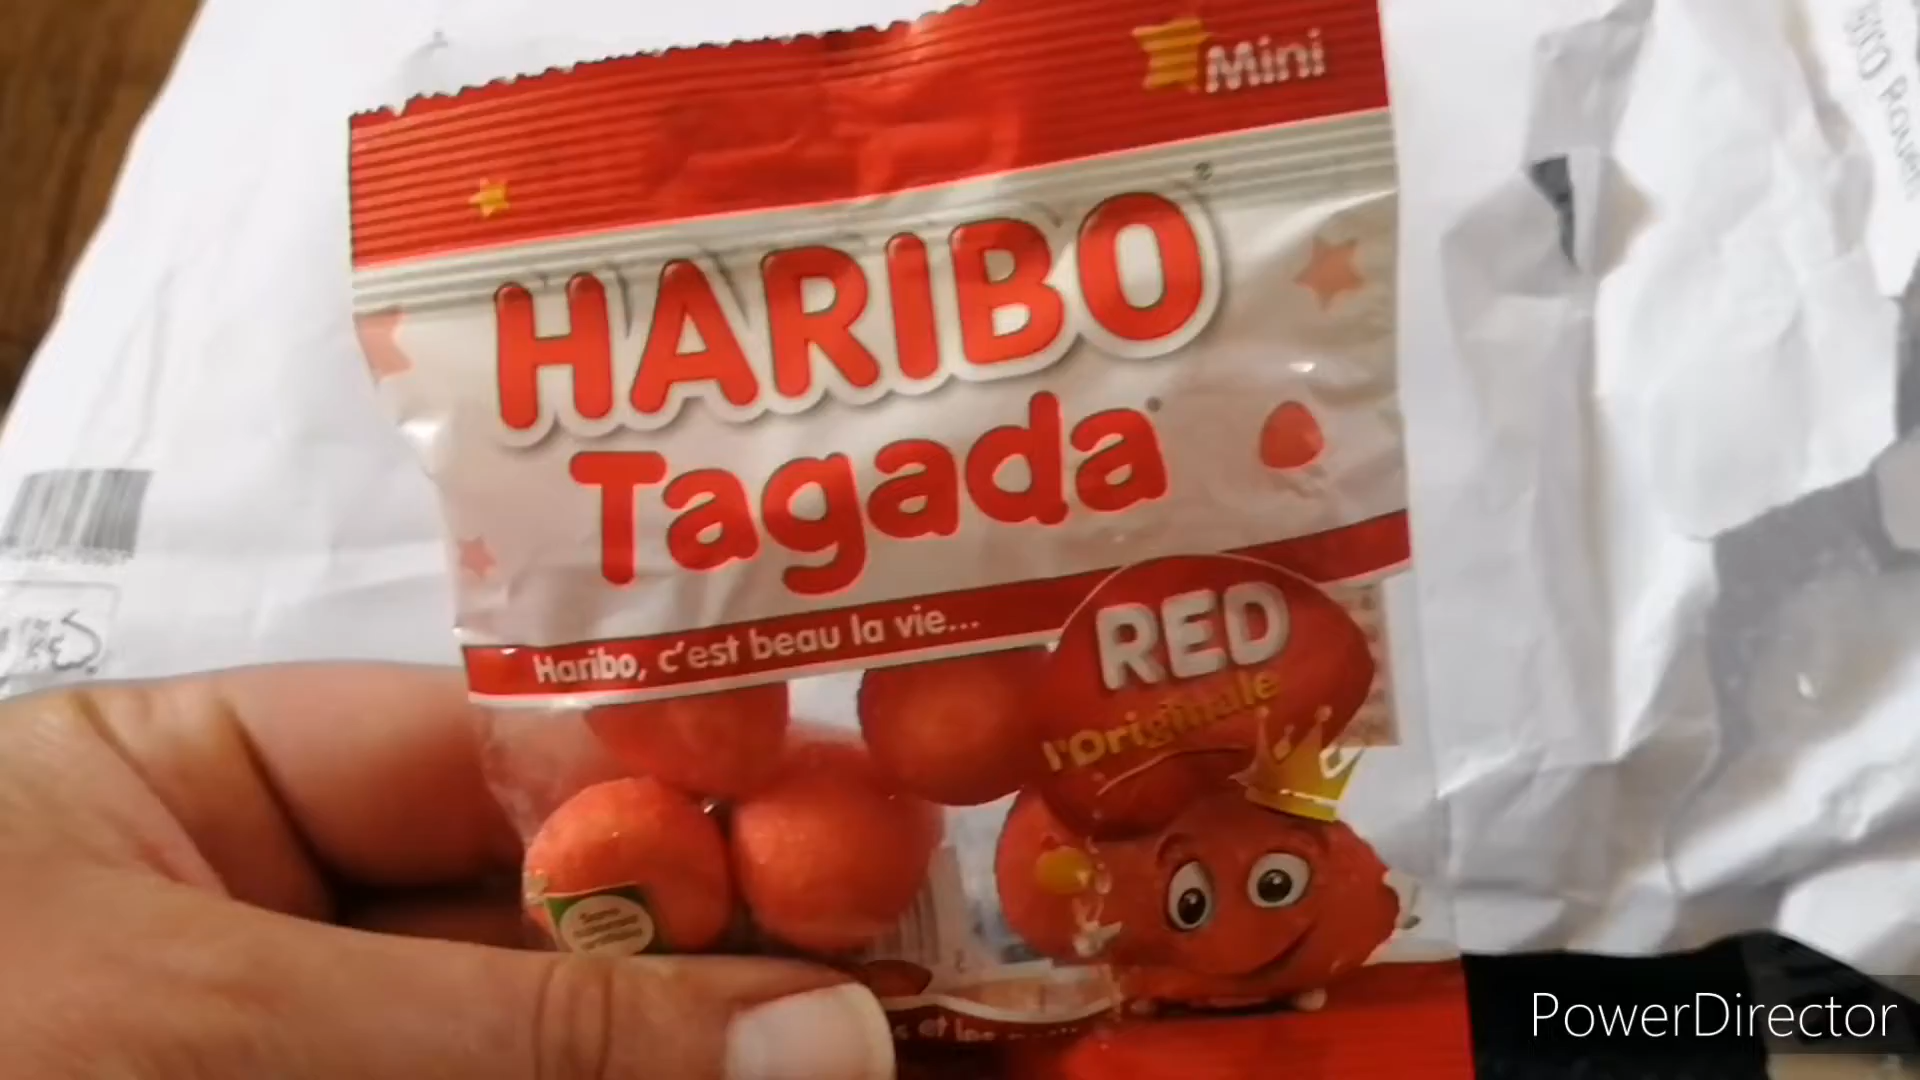 Mini
HARIBO
Tagada
Haribo, c'est beau la vie...
RED
l'Originale
PowerDirector